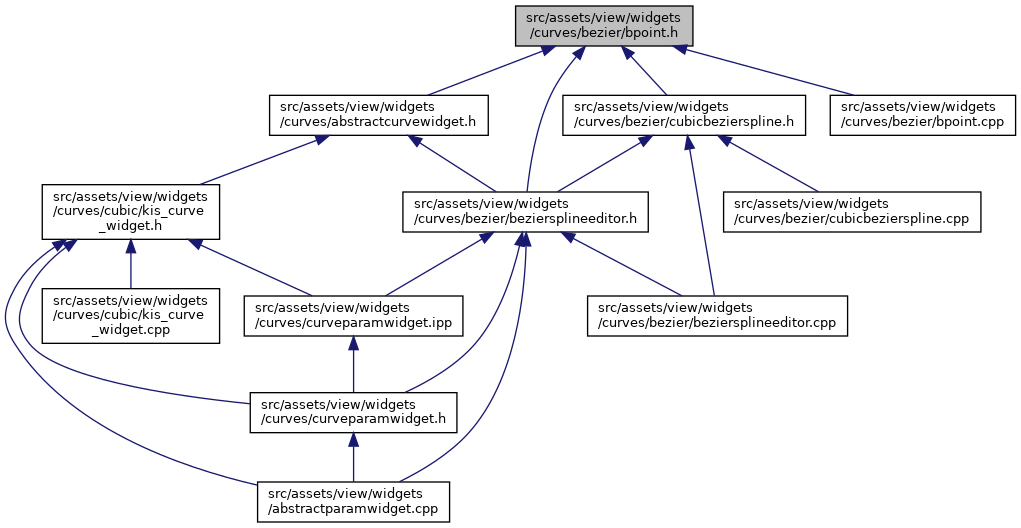 src/assets/view/widgets
/curves/bezier/bpoint.h
src/assets/view/widgets
/curves/abstractcurvewidget.h
src/assets/view/widgets
/curves/bezier/cubicbezierspline.h
src/assets/view/widgets
/curves/bezier/bpoint.cpp
src/assets/view/widgets
/curves/cubic/kis_curve
_widget.h
src/assets/view/widgets
/curves/bezier/beziersplineeditor.h
src/assets/view/widgets
/curves/bezier/cubicbezierspline.cpp
src/assets/view/widgets
/curves/cubic/kis_curve
_widget.cpp
src/assets/view/widgets
/curves/curveparamwidget.ipp
src/assets/view/widgets
/curves/bezier/beziersplineeditor.cpp
src/assets/view/widgets
/curves/curveparamwidget.h
src/assets/view/widgets
/abstractparamwidget.cpp